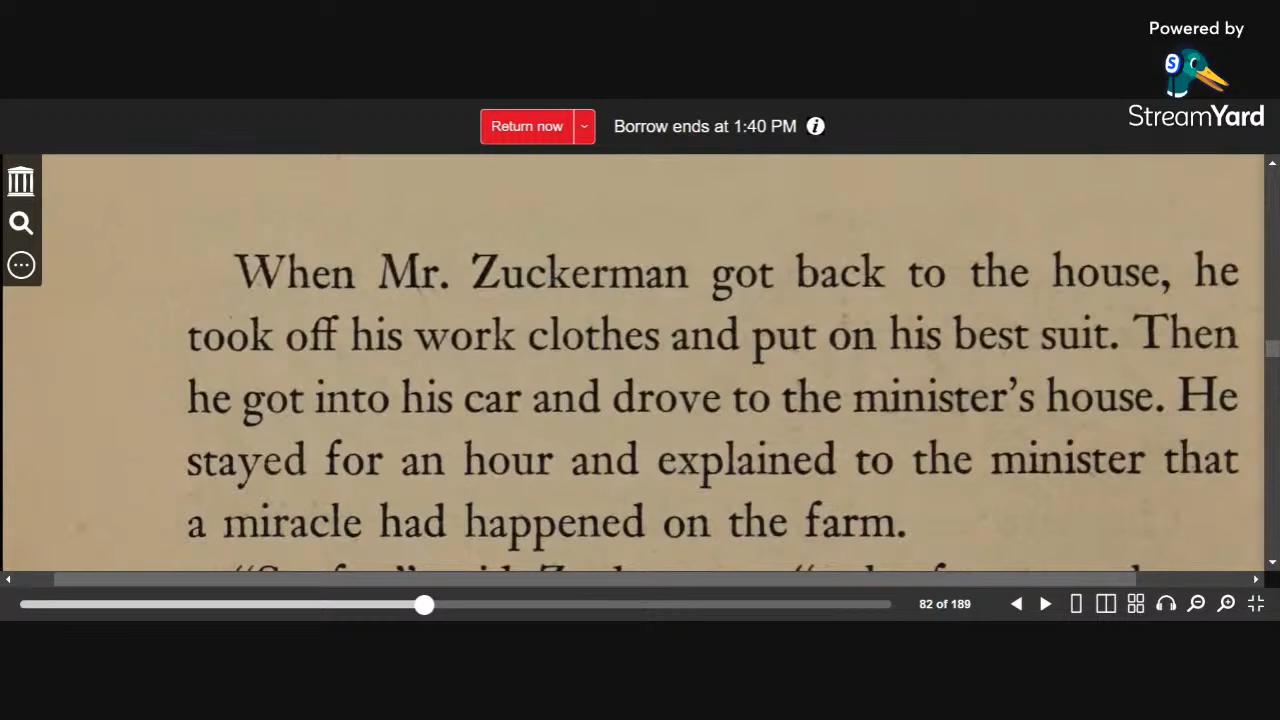 Powered by
StreamYard
Return now
Borrow ends at 1:40 PM
When Mr. Zuckerman got back to the house, he
took off his work clothes and put on his best suit. Then
he got into his car and drove to the minister’s house. He
stayed for an hour and explained to the minister that
a miracle had happened on the farm.
82 of 189